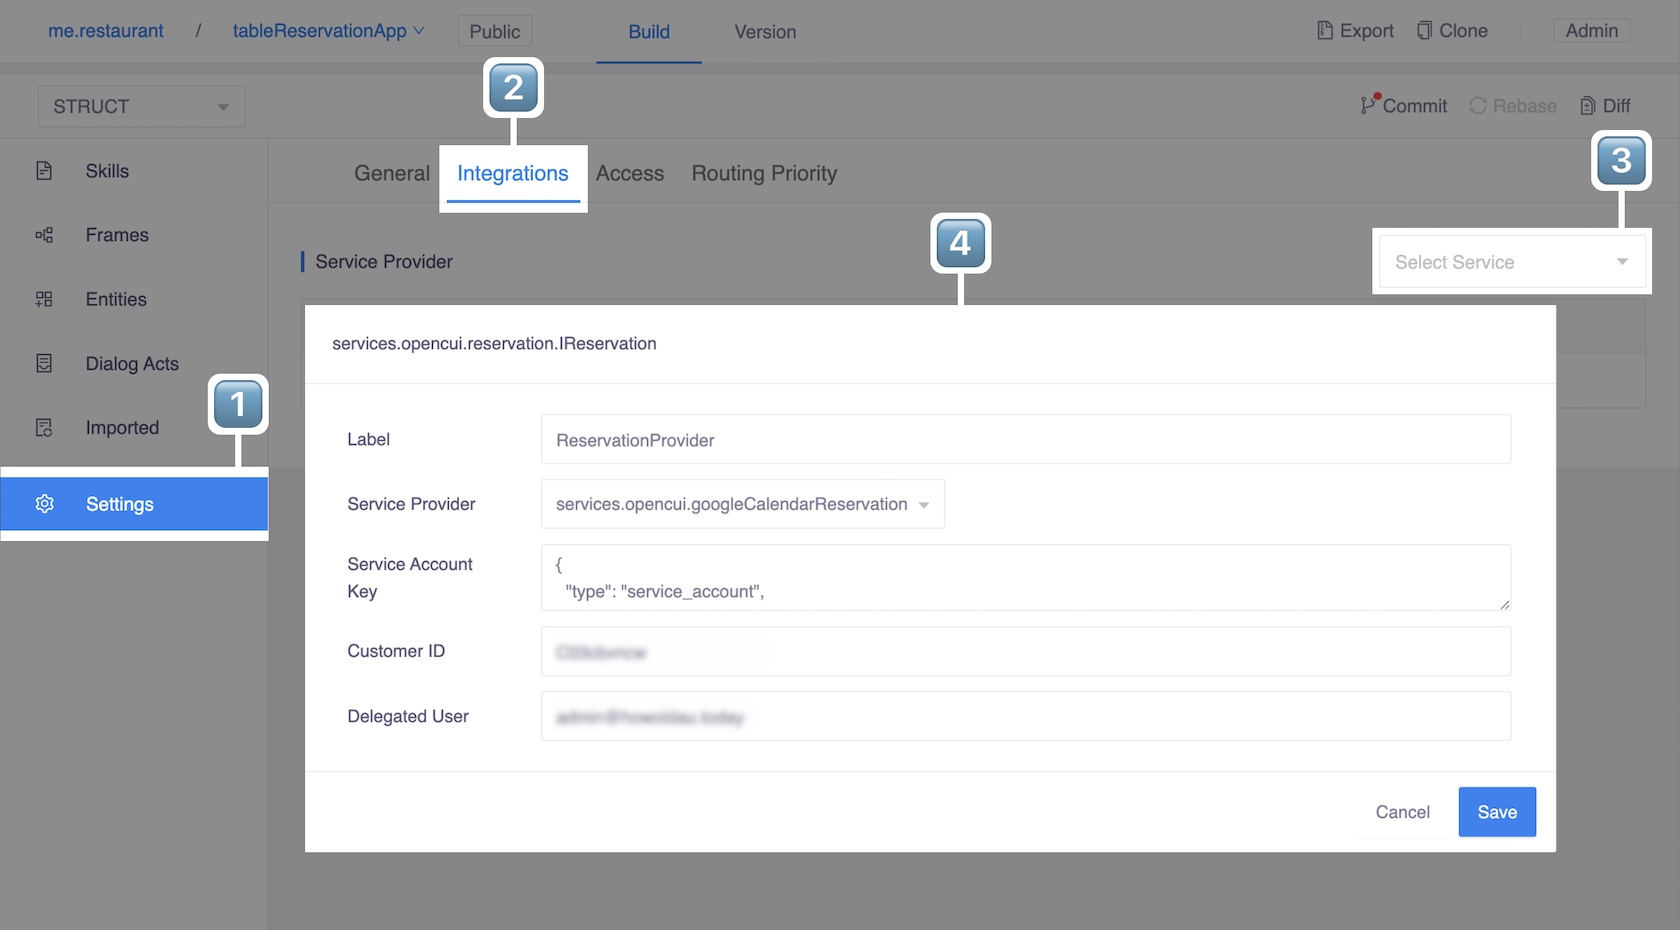 me.restaurant / tableReservationApp Public Build Version Export Clone Admin
2
STRUCT Commit Rebase Diff
3
Skills
General Integrations Access Routing Priority
Frames
4
Service Provider Select Service
Entities
services.opencui.reservation.IReservation
Dialog Acts
1
Imported
Settings
Label ReservationProvider
Service Provider services.opencui.googleCalendarReservation
Service Account Key
{
"type": "service_account",
Customer ID
Delegated User
Cancel Save